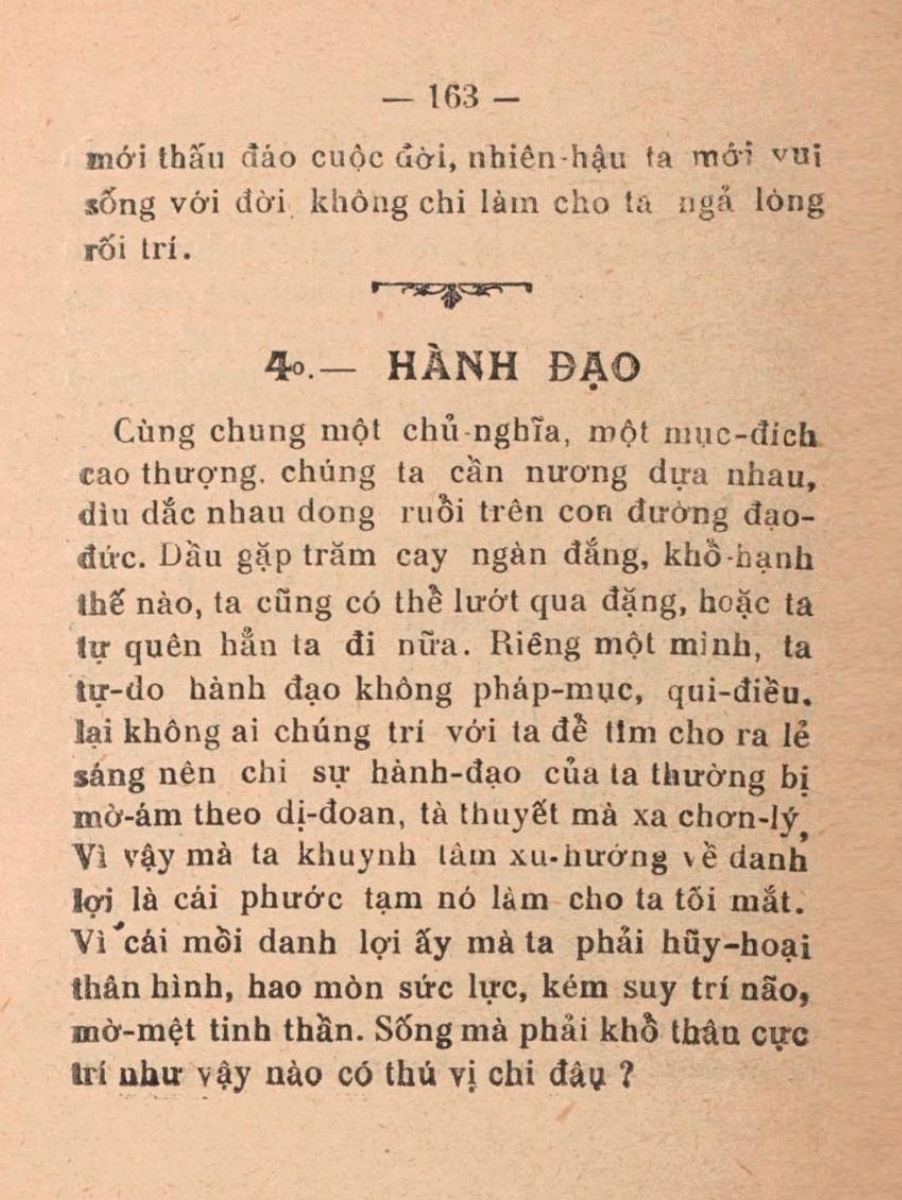 — 163 —
mới thấu đáo cuộc đời, nhiên-hậu ta mới vui
sống với đời không chi làm cho ta ngả lòng
rối trí.
4º.— HÀNH ĐẠO
Cùng chung một chủ-nghĩa, một mục-đích
cao thượng. chúng ta cần nương dựa nhau,
dìu dắc nhau dong ruổi trên con đường đạo-
đức. Dầu gặp trăm cay ngàn đắng, khổ-hạnh
thế nào, ta cũng có thể lướt qua đặng, hoặc ta
tự quên hẳn ta đi nữa. Riêng một mình, ta
tự-do hành đạo không pháp-mục, qui-điều.
lại không ai chúng trí với ta để tìm cho ra lẻ
sáng nên chi sự hành-đạo của ta thường bị
mờ-ám theo dị-đoan, tà thuyết mà xa chơn-lý,
Vì vậy mà ta khuynh tâm xu-hướng về danh
lợi là cái phước tạm nó làm cho ta tối mắt.
Vì cái mồi danh lợi ấy mà ta phải hũy-hoại
thân hình, hao mòn sức lực, kém suy trí não,
mờ-mệt tinh thần. Sống mà phải khổ thân cực
trí như vậy nào có thú vị chi đâu ?